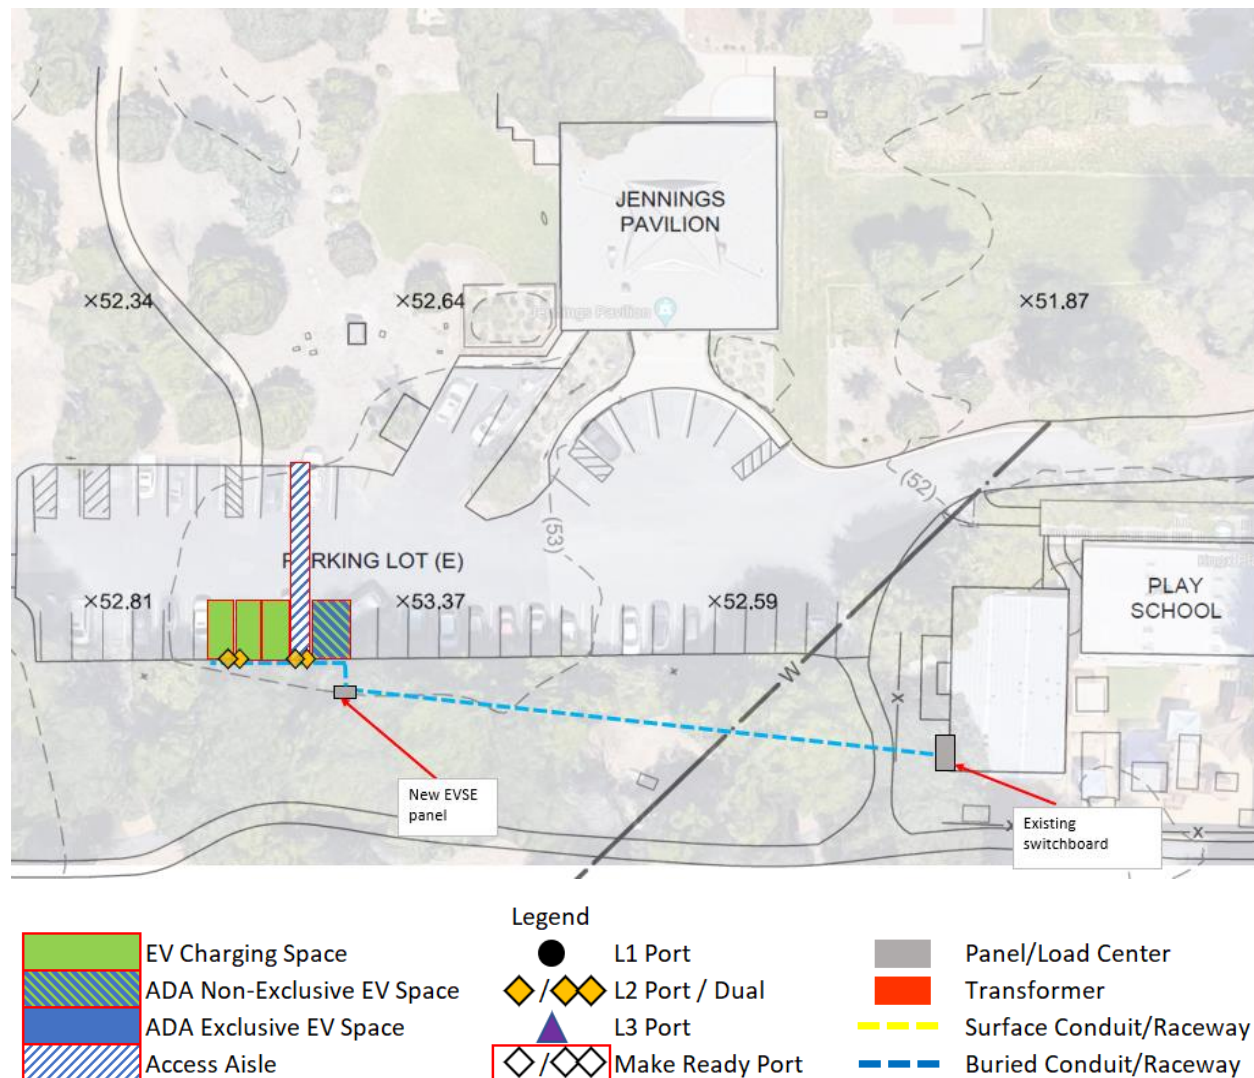 JENNINGS
PAVILION
×52.34
×52.64
×51.87
Jennings Pavilion
(52)
(53)
PARKING LOT (E)
×52.81
×53.37
×52.59
PLAY
SCHOOL
W
X
New EVSE
panel
Existing
switchboard
X
X
Legend
EV Charging Space
L1 Port
Panel/Load Center
ADA Non-Exclusive EV Space
L2 Port / Dual
Transformer
ADA Exclusive EV Space
L3 Port
Surface Conduit/Raceway
Access Aisle
Make Ready Port
Buried Conduit/Raceway